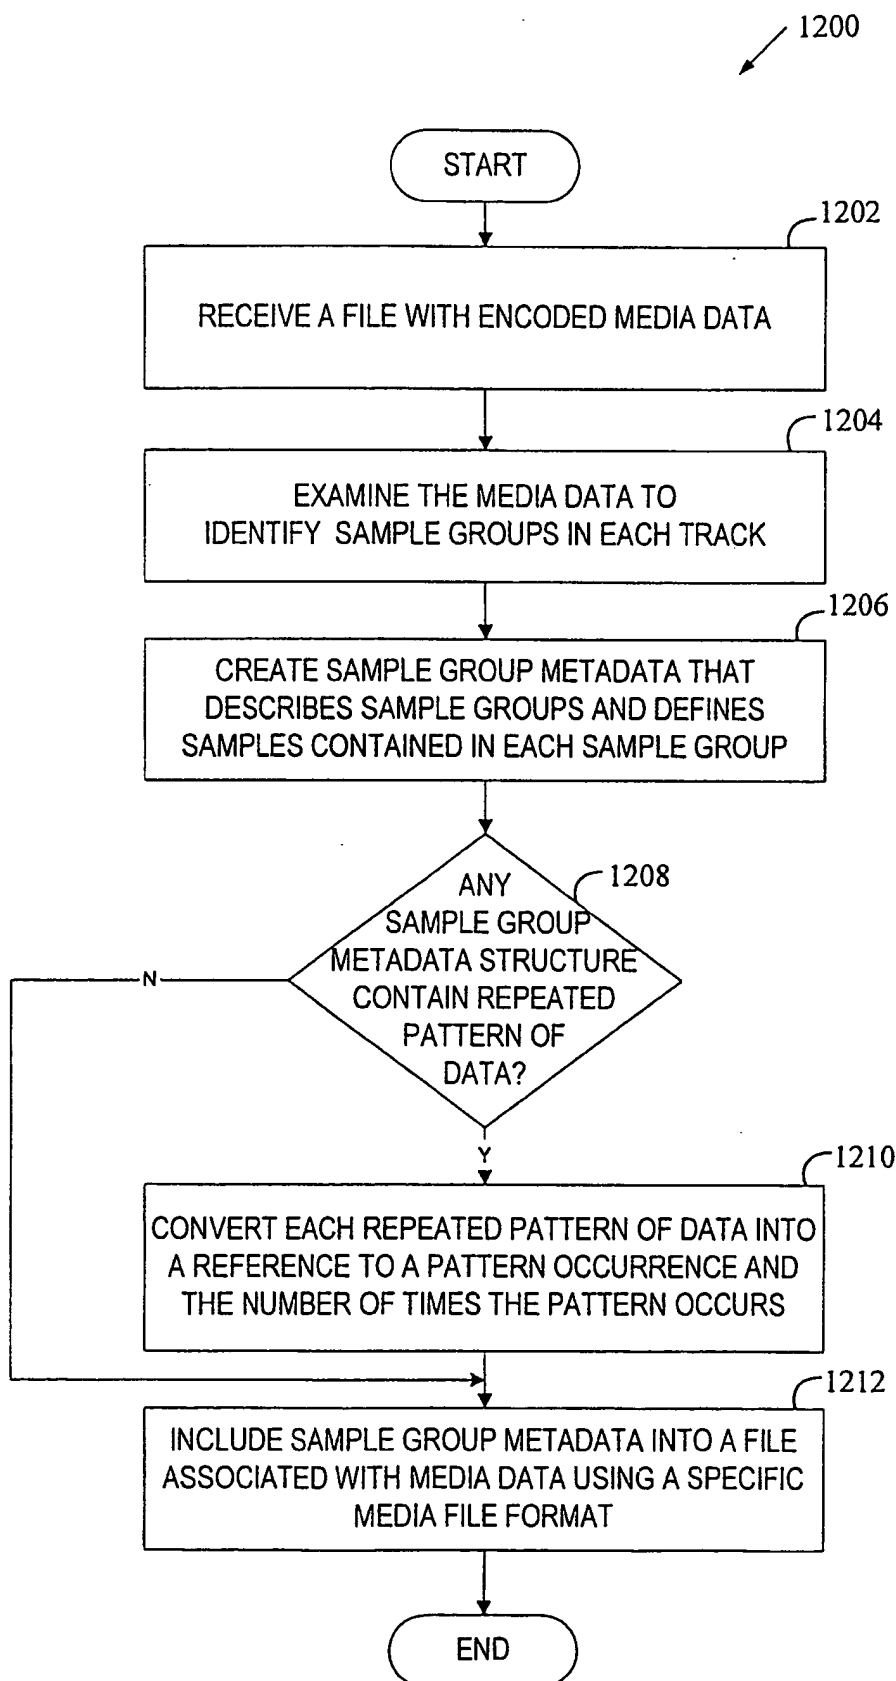 1200
START
1202
RECEIVE A FILE WITH ENCODED MEDIA DATA
1204
EXAMINE THE MEDIA DATA TO
IDENTIFY SAMPLE GROUPS IN EACH TRACK
1206
CREATE SAMPLE GROUP METADATA THAT
DESCRIBES SAMPLE GROUPS AND DEFINES
SAMPLES CONTAINED IN EACH SAMPLE GROUP
1208
ANY
SAMPLE GROUP
METADATA STRUCTURE
CONTAIN REPEATED
PATTERN OF
DATA?
N
Y
1210
CONVERT EACH REPEATED PATTERN OF DATA INTO
A REFERENCE TO A PATTERN OCCURRENCE AND
THE NUMBER OF TIMES THE PATTERN OCCURS
1212
INCLUDE SAMPLE GROUP METADATA INTO A FILE
ASSOCIATED WITH MEDIA DATA USING A SPECIFIC
MEDIA FILE FORMAT
END